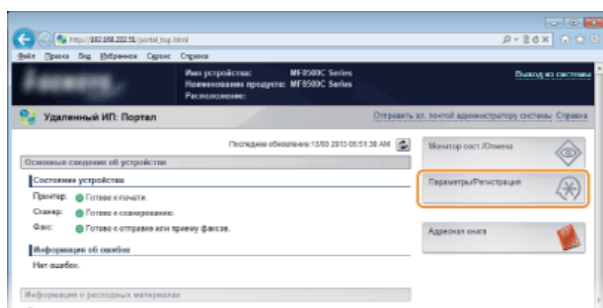 http://192.168.202.56/portal_top.html
Файл Правка Вид Избранное Сервис Справка
Имя устройства: MF8500C Series
Наименование продукта: MF8500C Series
Расположение:
Выход из системы
Удаленный ИП: Портал
Отправить эл. почтой администратору системы Справка
Последнее обновление: 13/03 2013 06:51:36 AM
Основные сведения об устройстве
Состояние устройства
Принтер: Готово к печати.
Сканер: Готово к сканированию.
Факс: Готово к отправке или приему факсов.
Информация об ошибке
Нет ошибок.
Информация о расходных материалах
Монитор сост./Отмена
Параметры/Регистрация
Адресная книга